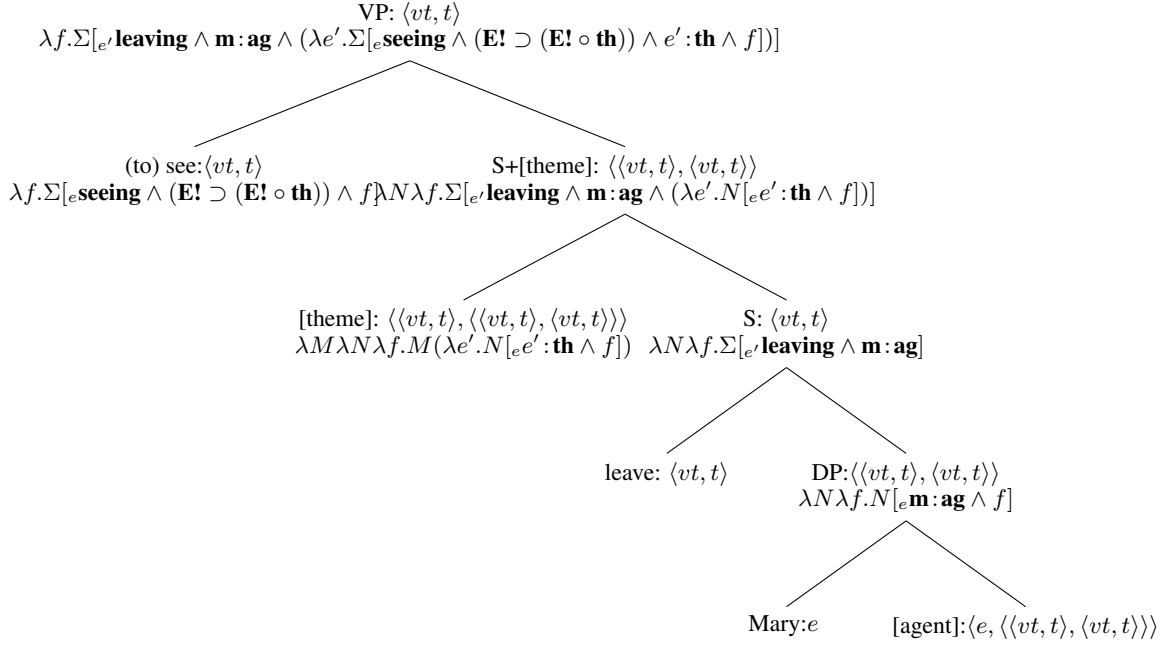 VP: ⟨vt, t⟩
λf.Σ[ₑ′leaving ∧ m : ag ∧ (λe′.Σ[ₑseeing ∧ (E! ⊃ (E! ∘ th)) ∧ e′ : th ∧ f])]
(to) see:⟨vt, t⟩ S+[theme]: ⟨⟨vt, t⟩, ⟨vt, t⟩⟩
λf.Σ[ₑseeing ∧ (E! ⊃ (E! ∘ th)) ∧ f] λNλf.Σ[ₑ′leaving ∧ m : ag ∧ (λe′.N[ₑe′ : th ∧ f])]
[theme]: ⟨⟨vt, t⟩, ⟨⟨vt, t⟩, ⟨vt, t⟩⟩⟩ S: ⟨vt, t⟩
λMλNλf.M(λe′.N[ₑe′ : th ∧ f]) λNλf.Σ[ₑ′leaving ∧ m : ag]
leave: ⟨vt, t⟩ DP:⟨⟨vt, t⟩, ⟨vt, t⟩⟩
λNλf.N[ₑm : ag ∧ f]
Mary:e [agent]:⟨e, ⟨⟨vt, t⟩, ⟨vt, t⟩⟩⟩